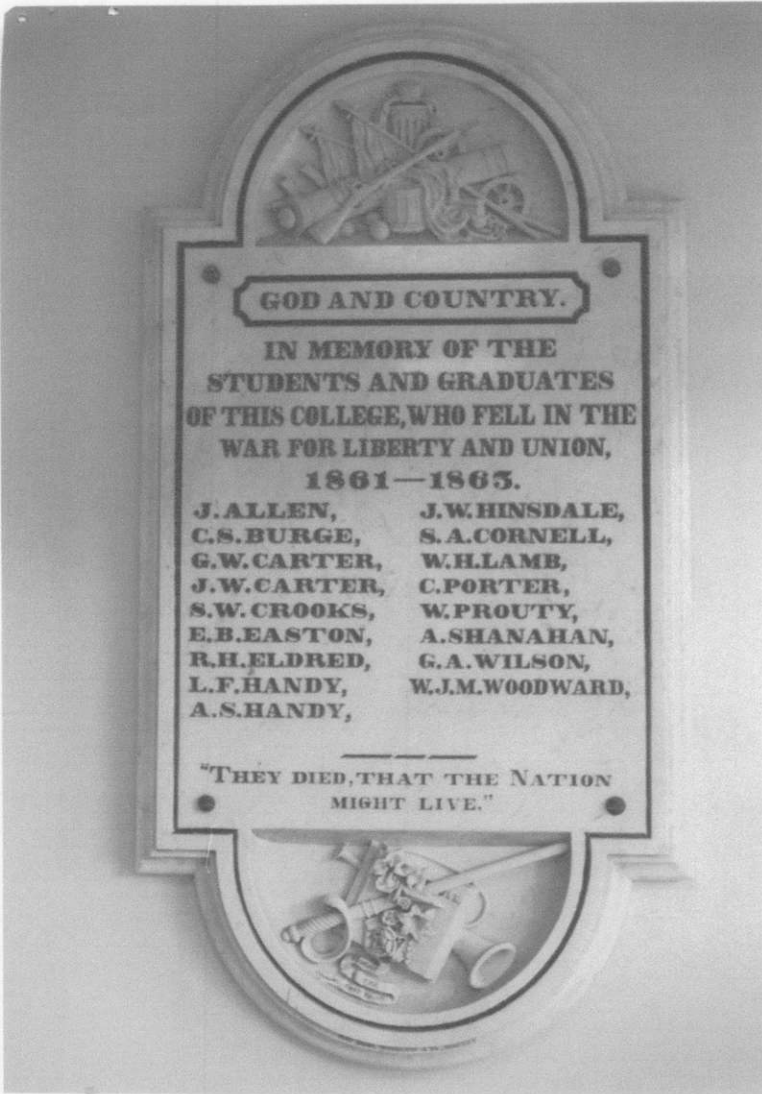 GOD AND COUNTRY.
IN MEMORY OF THE
STUDENTS AND GRADUATES
OF THIS COLLEGE, WHO FELL IN THE
WAR FOR LIBERTY AND UNION,
1861—1865.
J. ALLEN,
C. S. BURGE,
G. W. CARTER,
J. W. CARTER,
S. W. CROOKS,
E. B. EASTON,
R. H. ELDRED,
L. F. HANDY,
A. S. HANDY,
J. W. HINSDALE,
S. A. CORNELL,
W. H. LAMB,
C. PORTER,
W. PROUTY,
A. SHANAHAN,
G. A. WILSON,
W. J. M. WOODWARD,
"THEY DIED, THAT THE NATION
MIGHT LIVE."